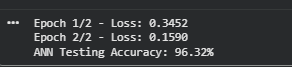 Epoch 1/2 - Loss: 0.3452
Epoch 2/2 - Loss: 0.1590
ANN Testing Accuracy: 96.32%